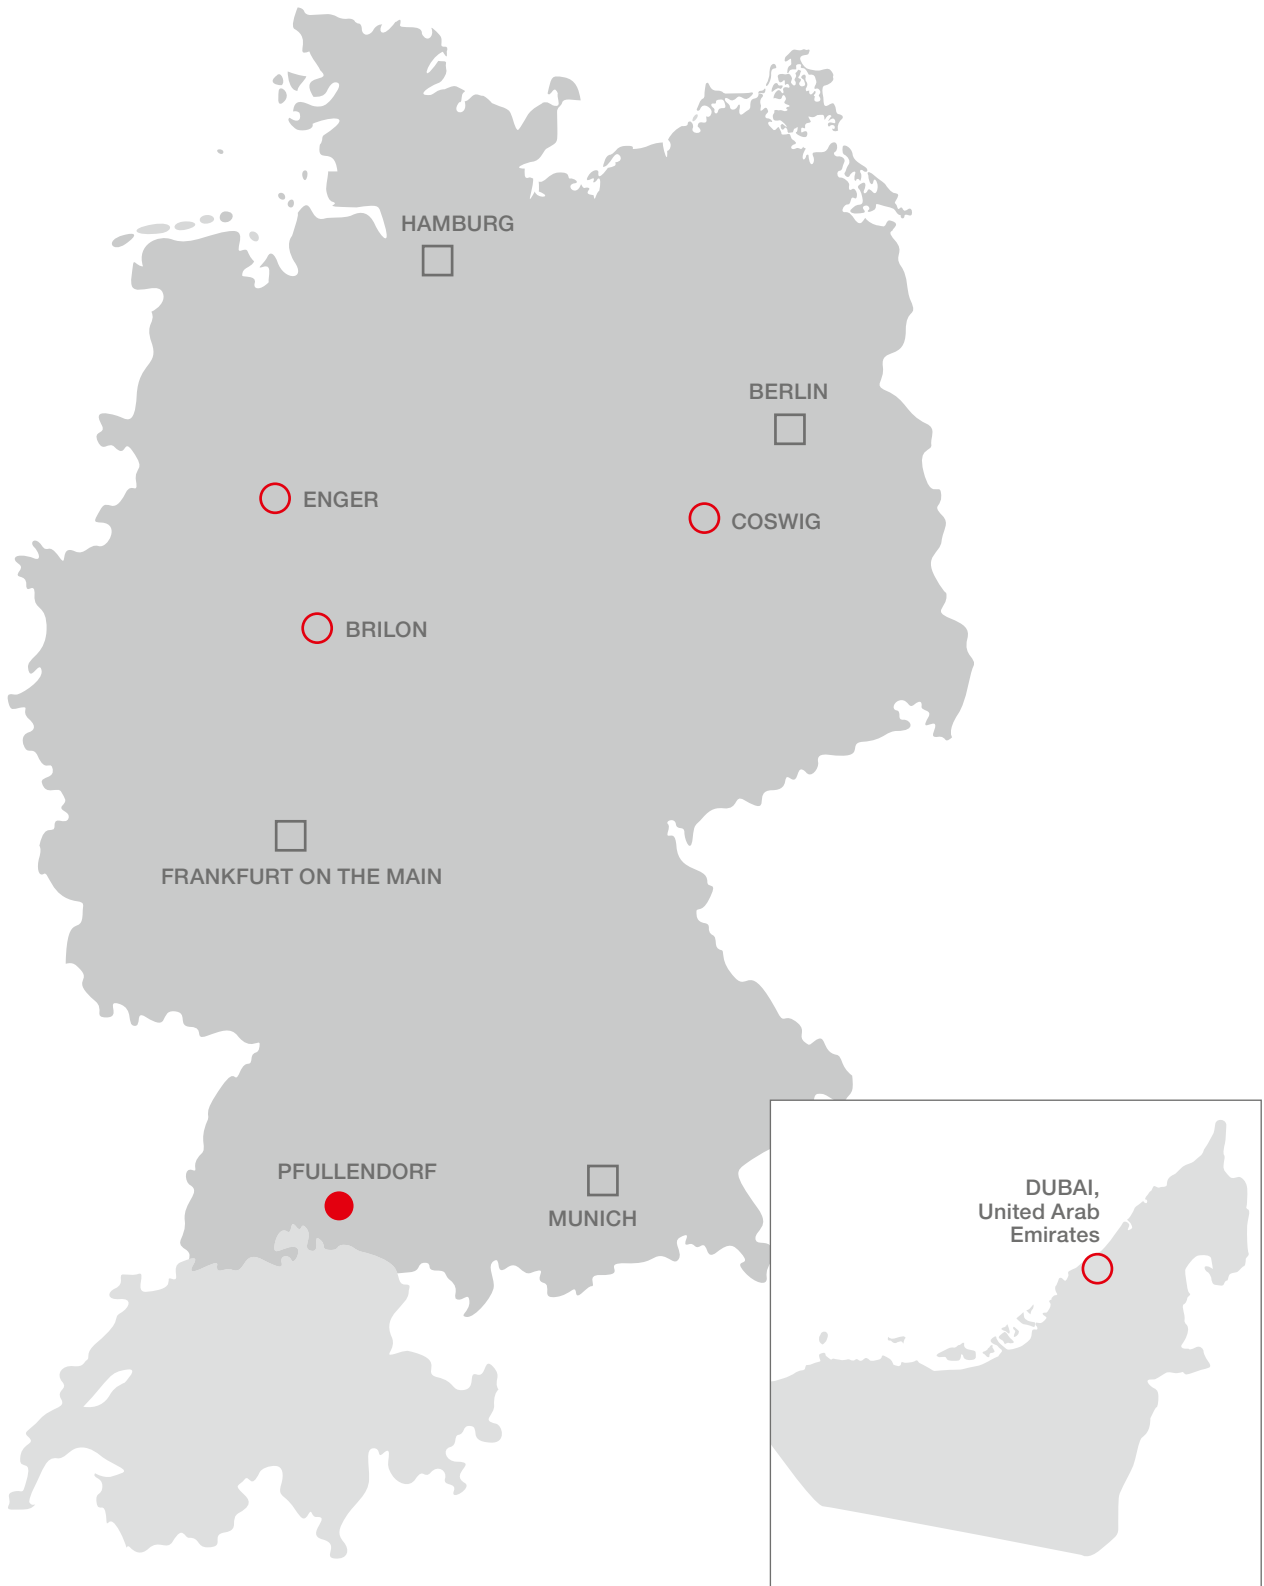 HAMBURG
BERLIN
ENGER
COSWIG
BRILON
FRANKFURT ON THE MAIN
PFULLENDORF
MUNICH
DUBAI,
United Arab
Emirates